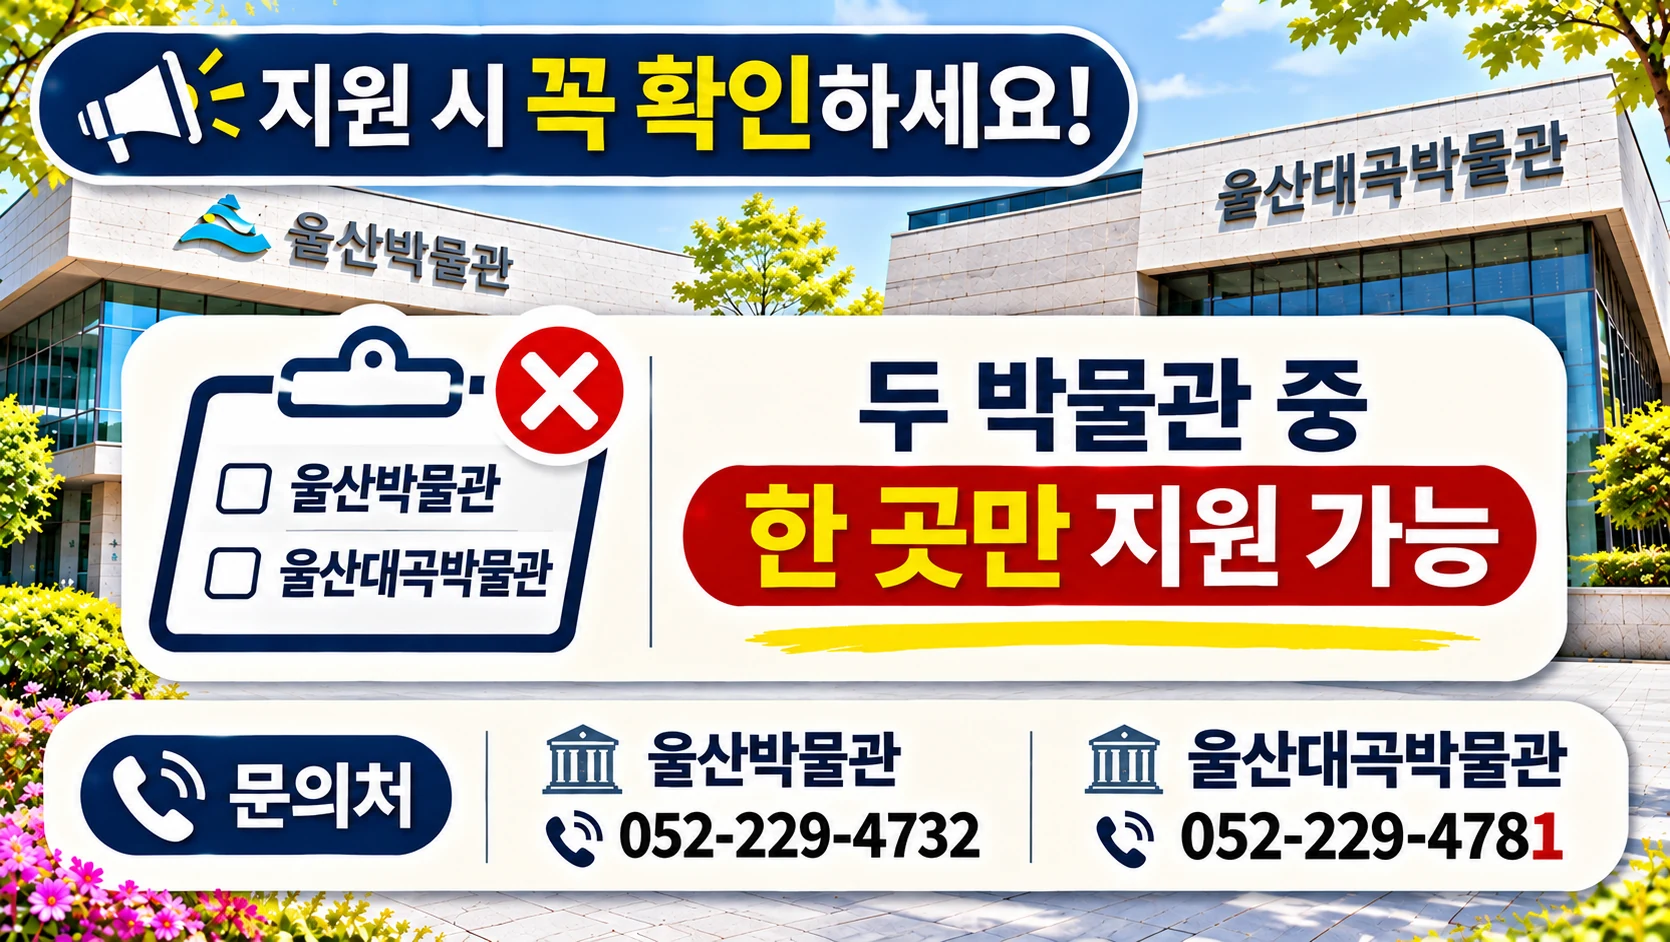 지원 시 꼭 확인하세요!
울산박물관
울산대곡박물관
울산박물관
울산대곡박물관
두 박물관 중
한 곳만 지원 가능
문의처
울산박물관
052-229-4732
울산대곡박물관
052-229-4781